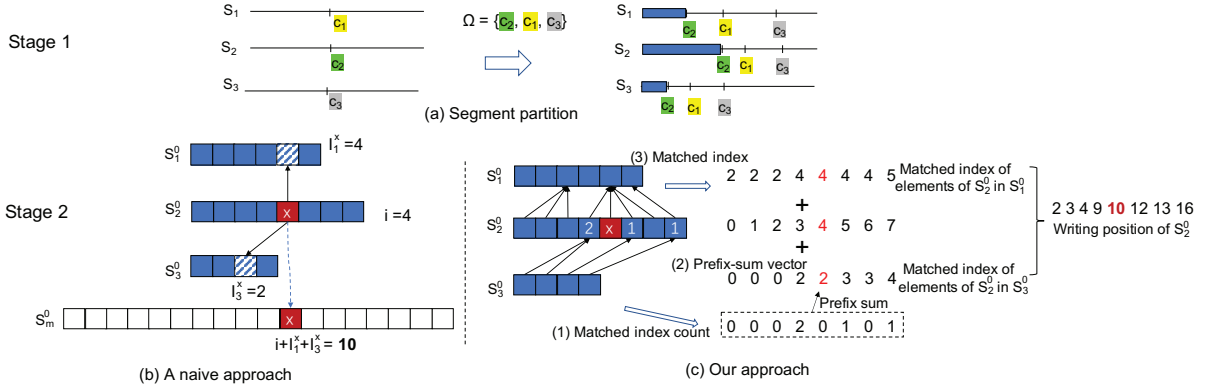 Stage 1
S1
c1
S2
c2
S3
c3
Ω = {c2, c1, c3}
S1
c2 c1 c3
S2
c2 c1 c3
S3
c2 c1 c3
(a) Segment partition
Stage 2
S⁰1
I^x_1=4
S⁰2
x
i=4
S⁰3
I^x_3=2
S⁰m
x
i+I^x_1+I^x_3= 10
(b) A naive approach
S⁰1
(3) Matched index
2 2 2 4 4 4 4 5
Matched index of
elements of S⁰2 in S⁰1
+
S⁰2
2 x 1 1
0 1 2 3 4 5 6 7
2 3 4 9 10 12 13 16
Writing position of S⁰2
+
(2) Prefix-sum vector
S⁰3
0 0 0 2 2 3 3 4
Matched index of
elements of S⁰2 in S⁰3
Prefix sum
(1) Matched index count
0 0 0 2 0 1 0 1
(c) Our approach